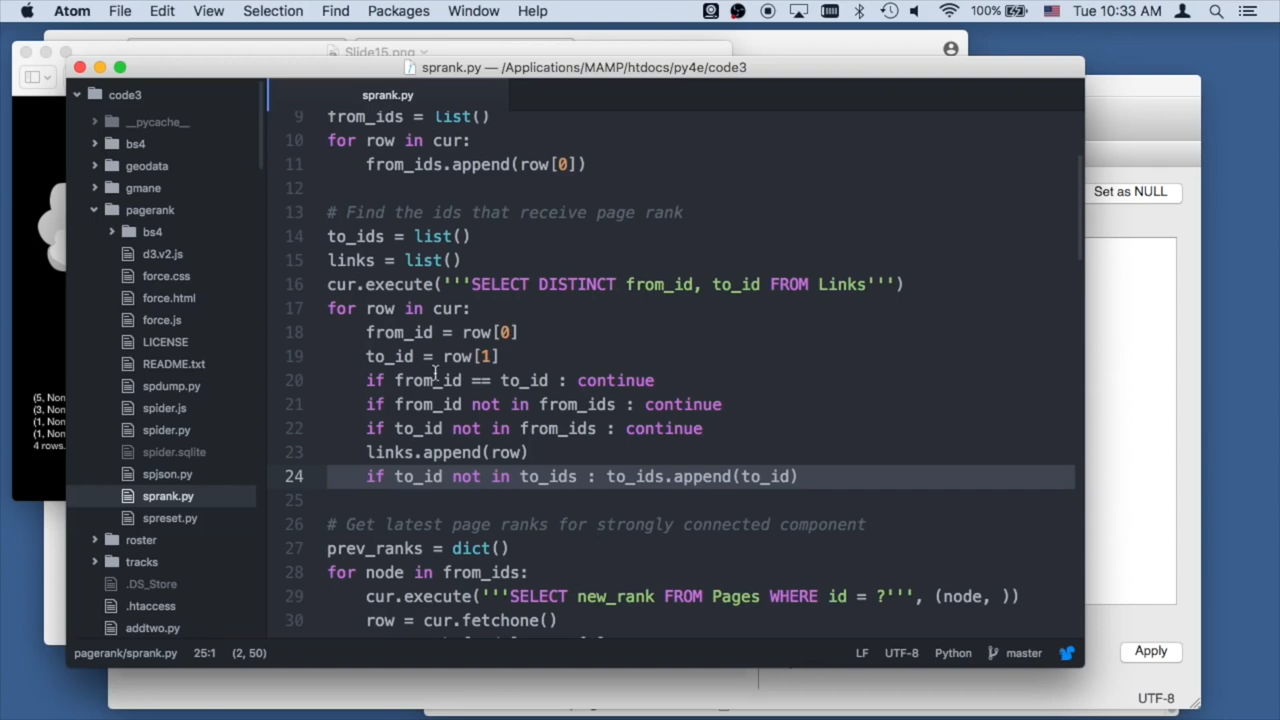 Atom File Edit View Selection Find Packages Window Help 100% Tue 10:33 AM
Slide15.png
sprank.py — /Applications/MAMP/htdocs/py4e/code3
code3
__pycache__
bs4
geodata
gmane
pagerank
bs4
d3.v2.js
force.css
force.html
force.js
LICENSE
README.txt
spdump.py
spider.js
spider.py
spider.sqlite
spjson.py
sprank.py
spreset.py
roster
tracks
.DS_Store
.htaccess
addtwo.py
sprank.py
9 from_ids = list()
10 for row in cur:
11 from_ids.append(row[0])
12
13 # Find the ids that receive page rank
14 to_ids = list()
15 links = list()
16 cur.execute('''SELECT DISTINCT from_id, to_id FROM Links''')
17 for row in cur:
18 from_id = row[0]
19 to_id = row[1]
20 if from_id == to_id : continue
21 if from_id not in from_ids : continue
22 if to_id not in from_ids : continue
23 links.append(row)
24 if to_id not in to_ids : to_ids.append(to_id)
25
26 # Get latest page ranks for strongly connected component
27 prev_ranks = dict()
28 for node in from_ids:
29 cur.execute('''SELECT new_rank FROM Pages WHERE id = ?''', (node, ))
30 row = cur.fetchone()
(5, Non
(3, Non
(1, Non
(1, Non
4 rows.
Set as NULL
Apply
UTF-8
pagerank/sprank.py 25:1 (2, 50) LF UTF-8 Python master